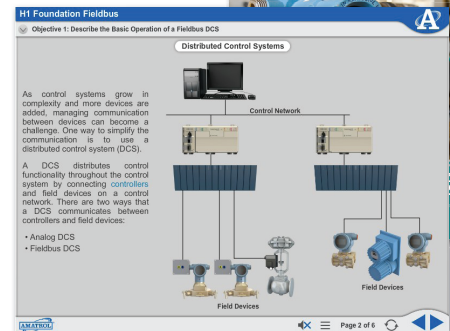 H1 Foundation Fieldbus
Objective 1: Describe the Basic Operation of a Fieldbus DCS
Distributed Control Systems
As control systems grow in
complexity and more devices are
added, managing communication
between devices can become a
challenge. One way to simplify the
communication is to use a
distributed control system (DCS).
A DCS distributes control
functionality throughout the control
system by connecting controllers
and field devices on a control
network. There are two ways that
a DCS communicates between
controllers and field devices:
• Analog DCS
• Fieldbus DCS
Control Network
Field Devices
Field Devices
AMATROL
Page 2 of 6
A